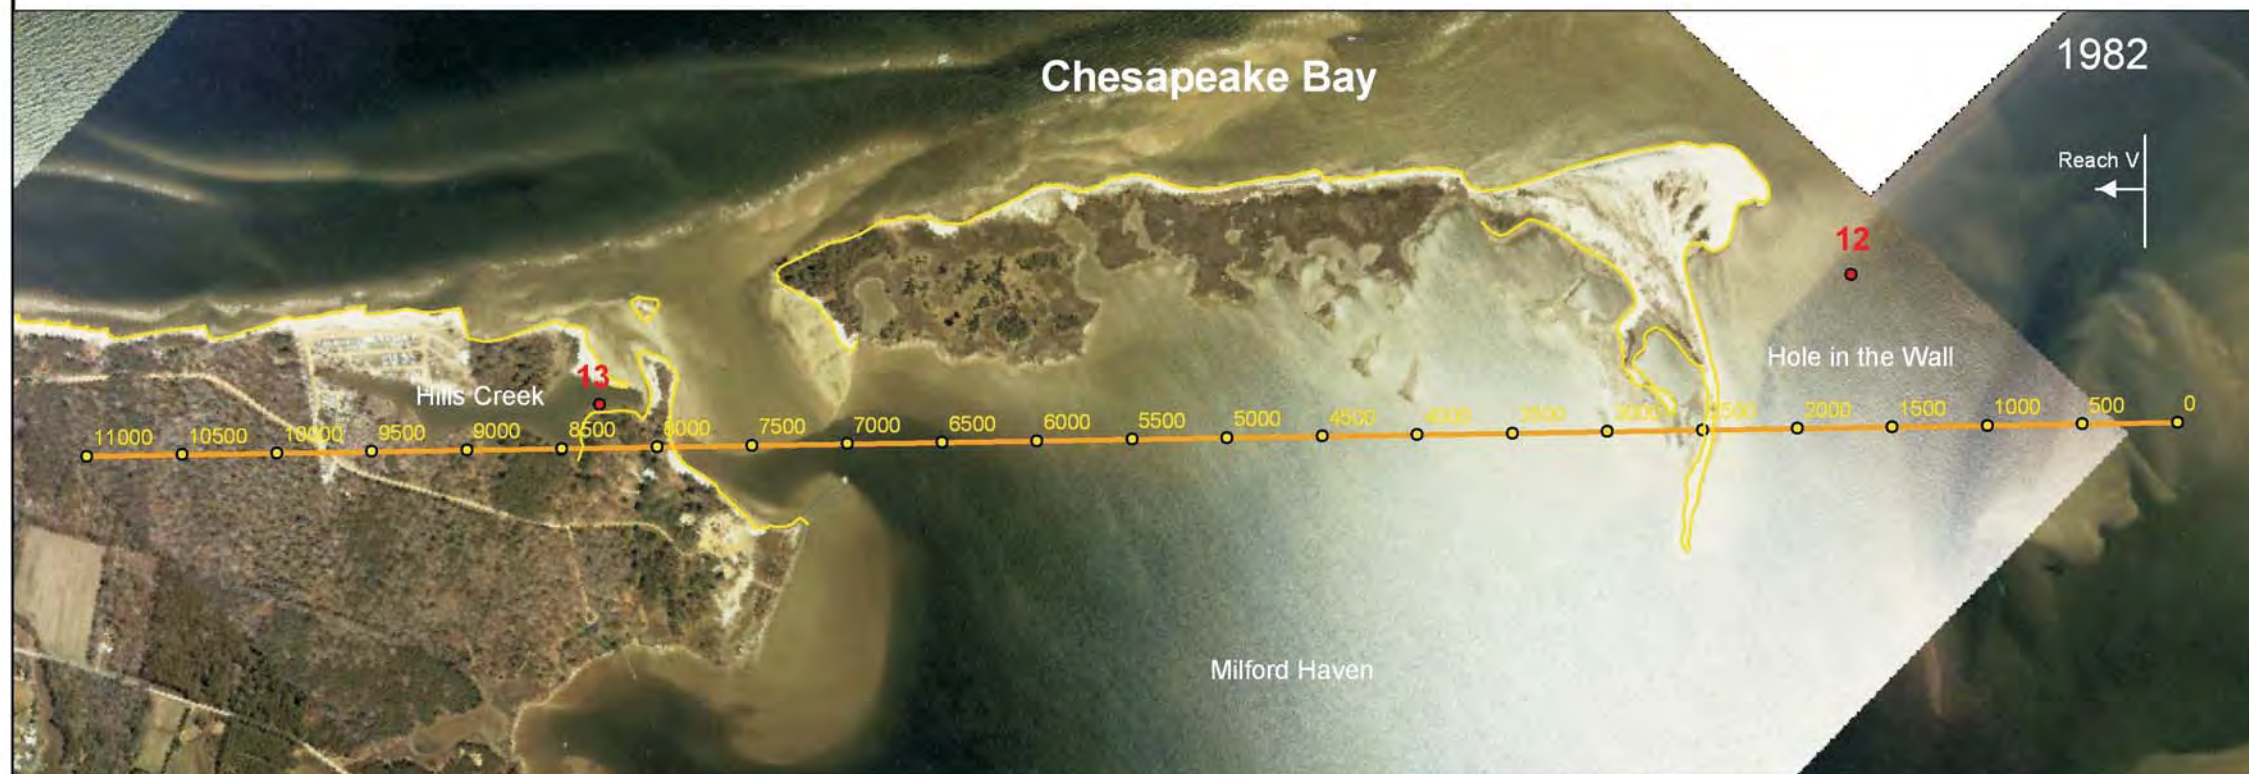 1982
Chesapeake Bay
Reach V
12
Hole in the Wall
13
Hills Creek
11000 10500 10000 9500 9000 8500 8000 7500 7000 6500 6000 5500 5000 4500 4000 3500 3000 2500 2000 1500 1000 500 0
Milford Haven